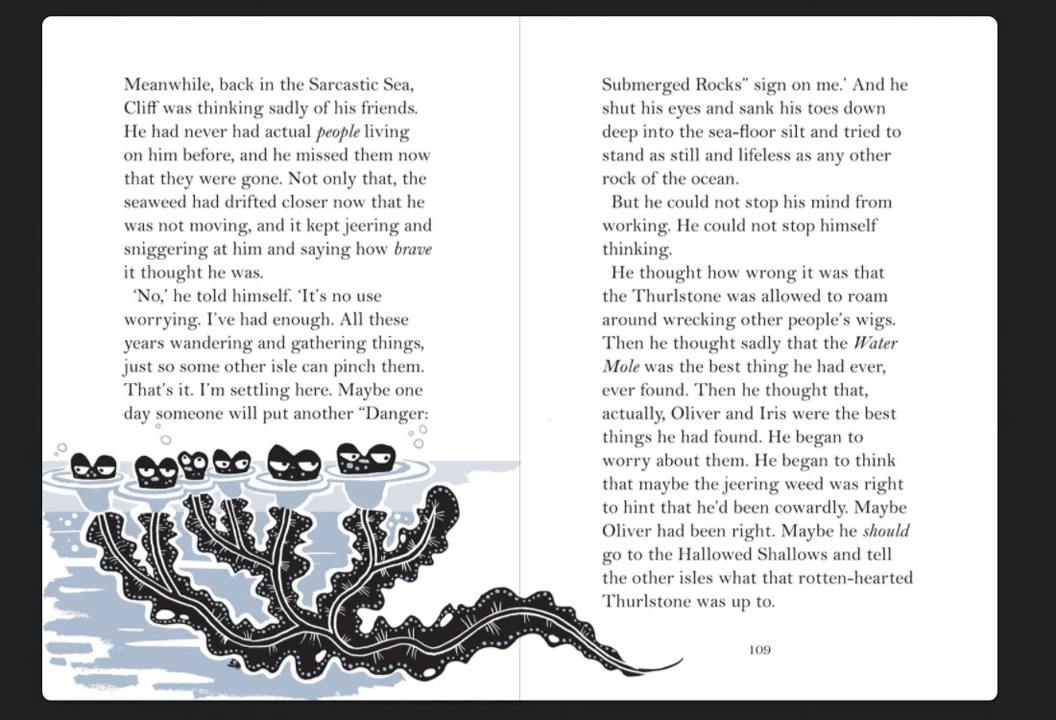 Meanwhile, back in the Sarcastic Sea,
Cliff was thinking sadly of his friends.
He had never had actual people living
on him before, and he missed them now
that they were gone. Not only that, the
seaweed had drifted closer now that he
was not moving, and it kept jeering and
sniggering at him and saying how brave
it thought he was.
‘No,’ he told himself. ‘It’s no use
worrying. I’ve had enough. All these
years wandering and gathering things,
just so some other isle can pinch them.
That’s it. I’m settling here. Maybe one
day someone will put another “Danger:
Submerged Rocks” sign on me.’ And he
shut his eyes and sank his toes down
deep into the sea-floor silt and tried to
stand as still and lifeless as any other
rock of the ocean.
But he could not stop his mind from
working. He could not stop himself
thinking.
He thought how wrong it was that
the Thurlstone was allowed to roam
around wrecking other people’s wigs.
Then he thought sadly that the Water
Mole was the best thing he had ever,
ever found. Then he thought that,
actually, Oliver and Iris were the best
things he had found. He began to
worry about them. He began to think
that maybe the jeering weed was right
to hint that he’d been cowardly. Maybe
Oliver had been right. Maybe he should
go to the Hallowed Shallows and tell
the other isles what that rotten-hearted
Thurlstone was up to.
109